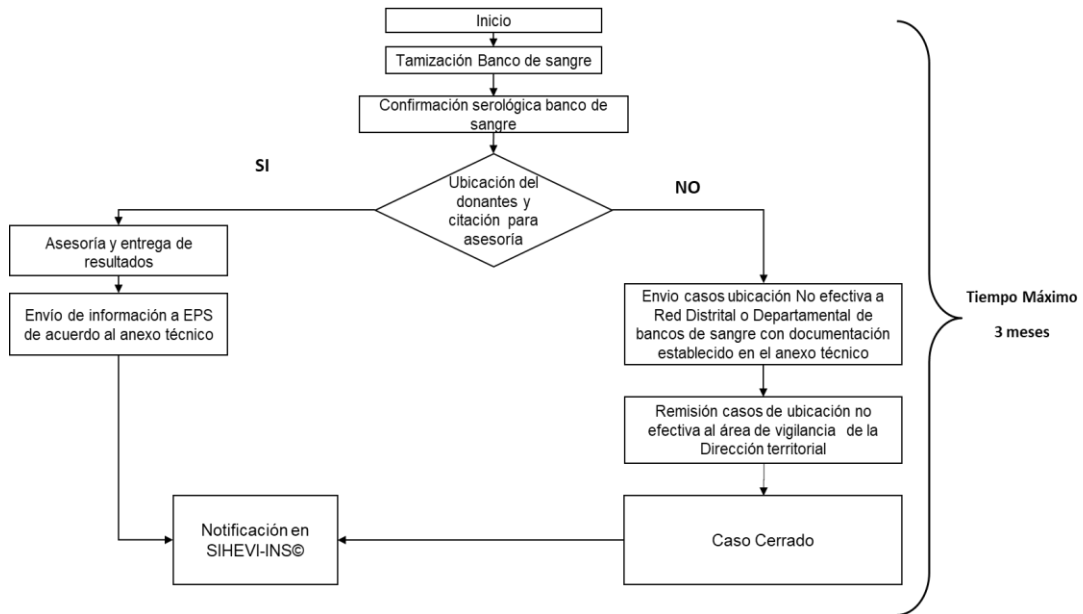 Inicio
Tamización Banco de sangre
Confirmación serológica banco de
sangre
SI
Ubicación del
donantes y
citación para
asesoría
NO
Asesoría y entrega de
resultados
Envío de información a EPS
de acuerdo al anexo técnico
Envio casos ubicación No efectiva a
Red Distrital o Departamental de
bancos de sangre con documentación
establecido en el anexo técnico
Remisión casos de ubicación no
efectiva al área de vigilancia de la
Dirección territorial
Notificación en
SIHEVI-INS©
Caso Cerrado
Tiempo Máximo
3 meses